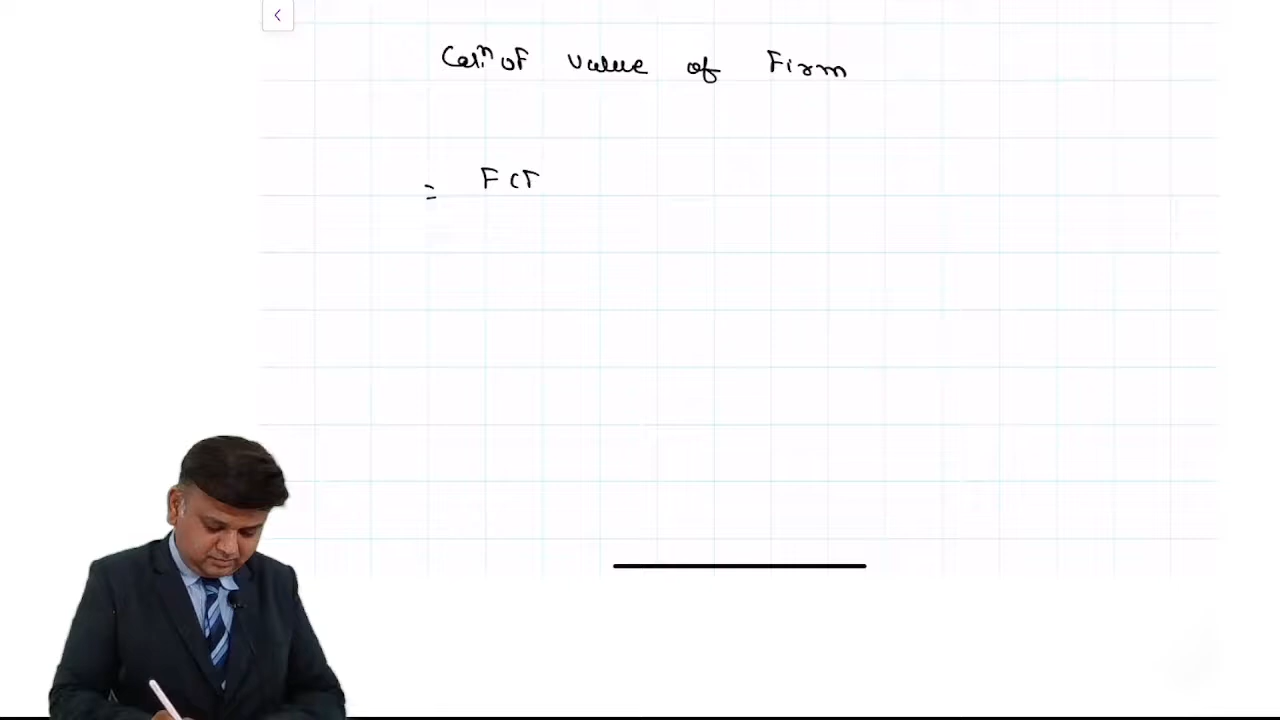 Calⁿ of value of Firm
= FCF